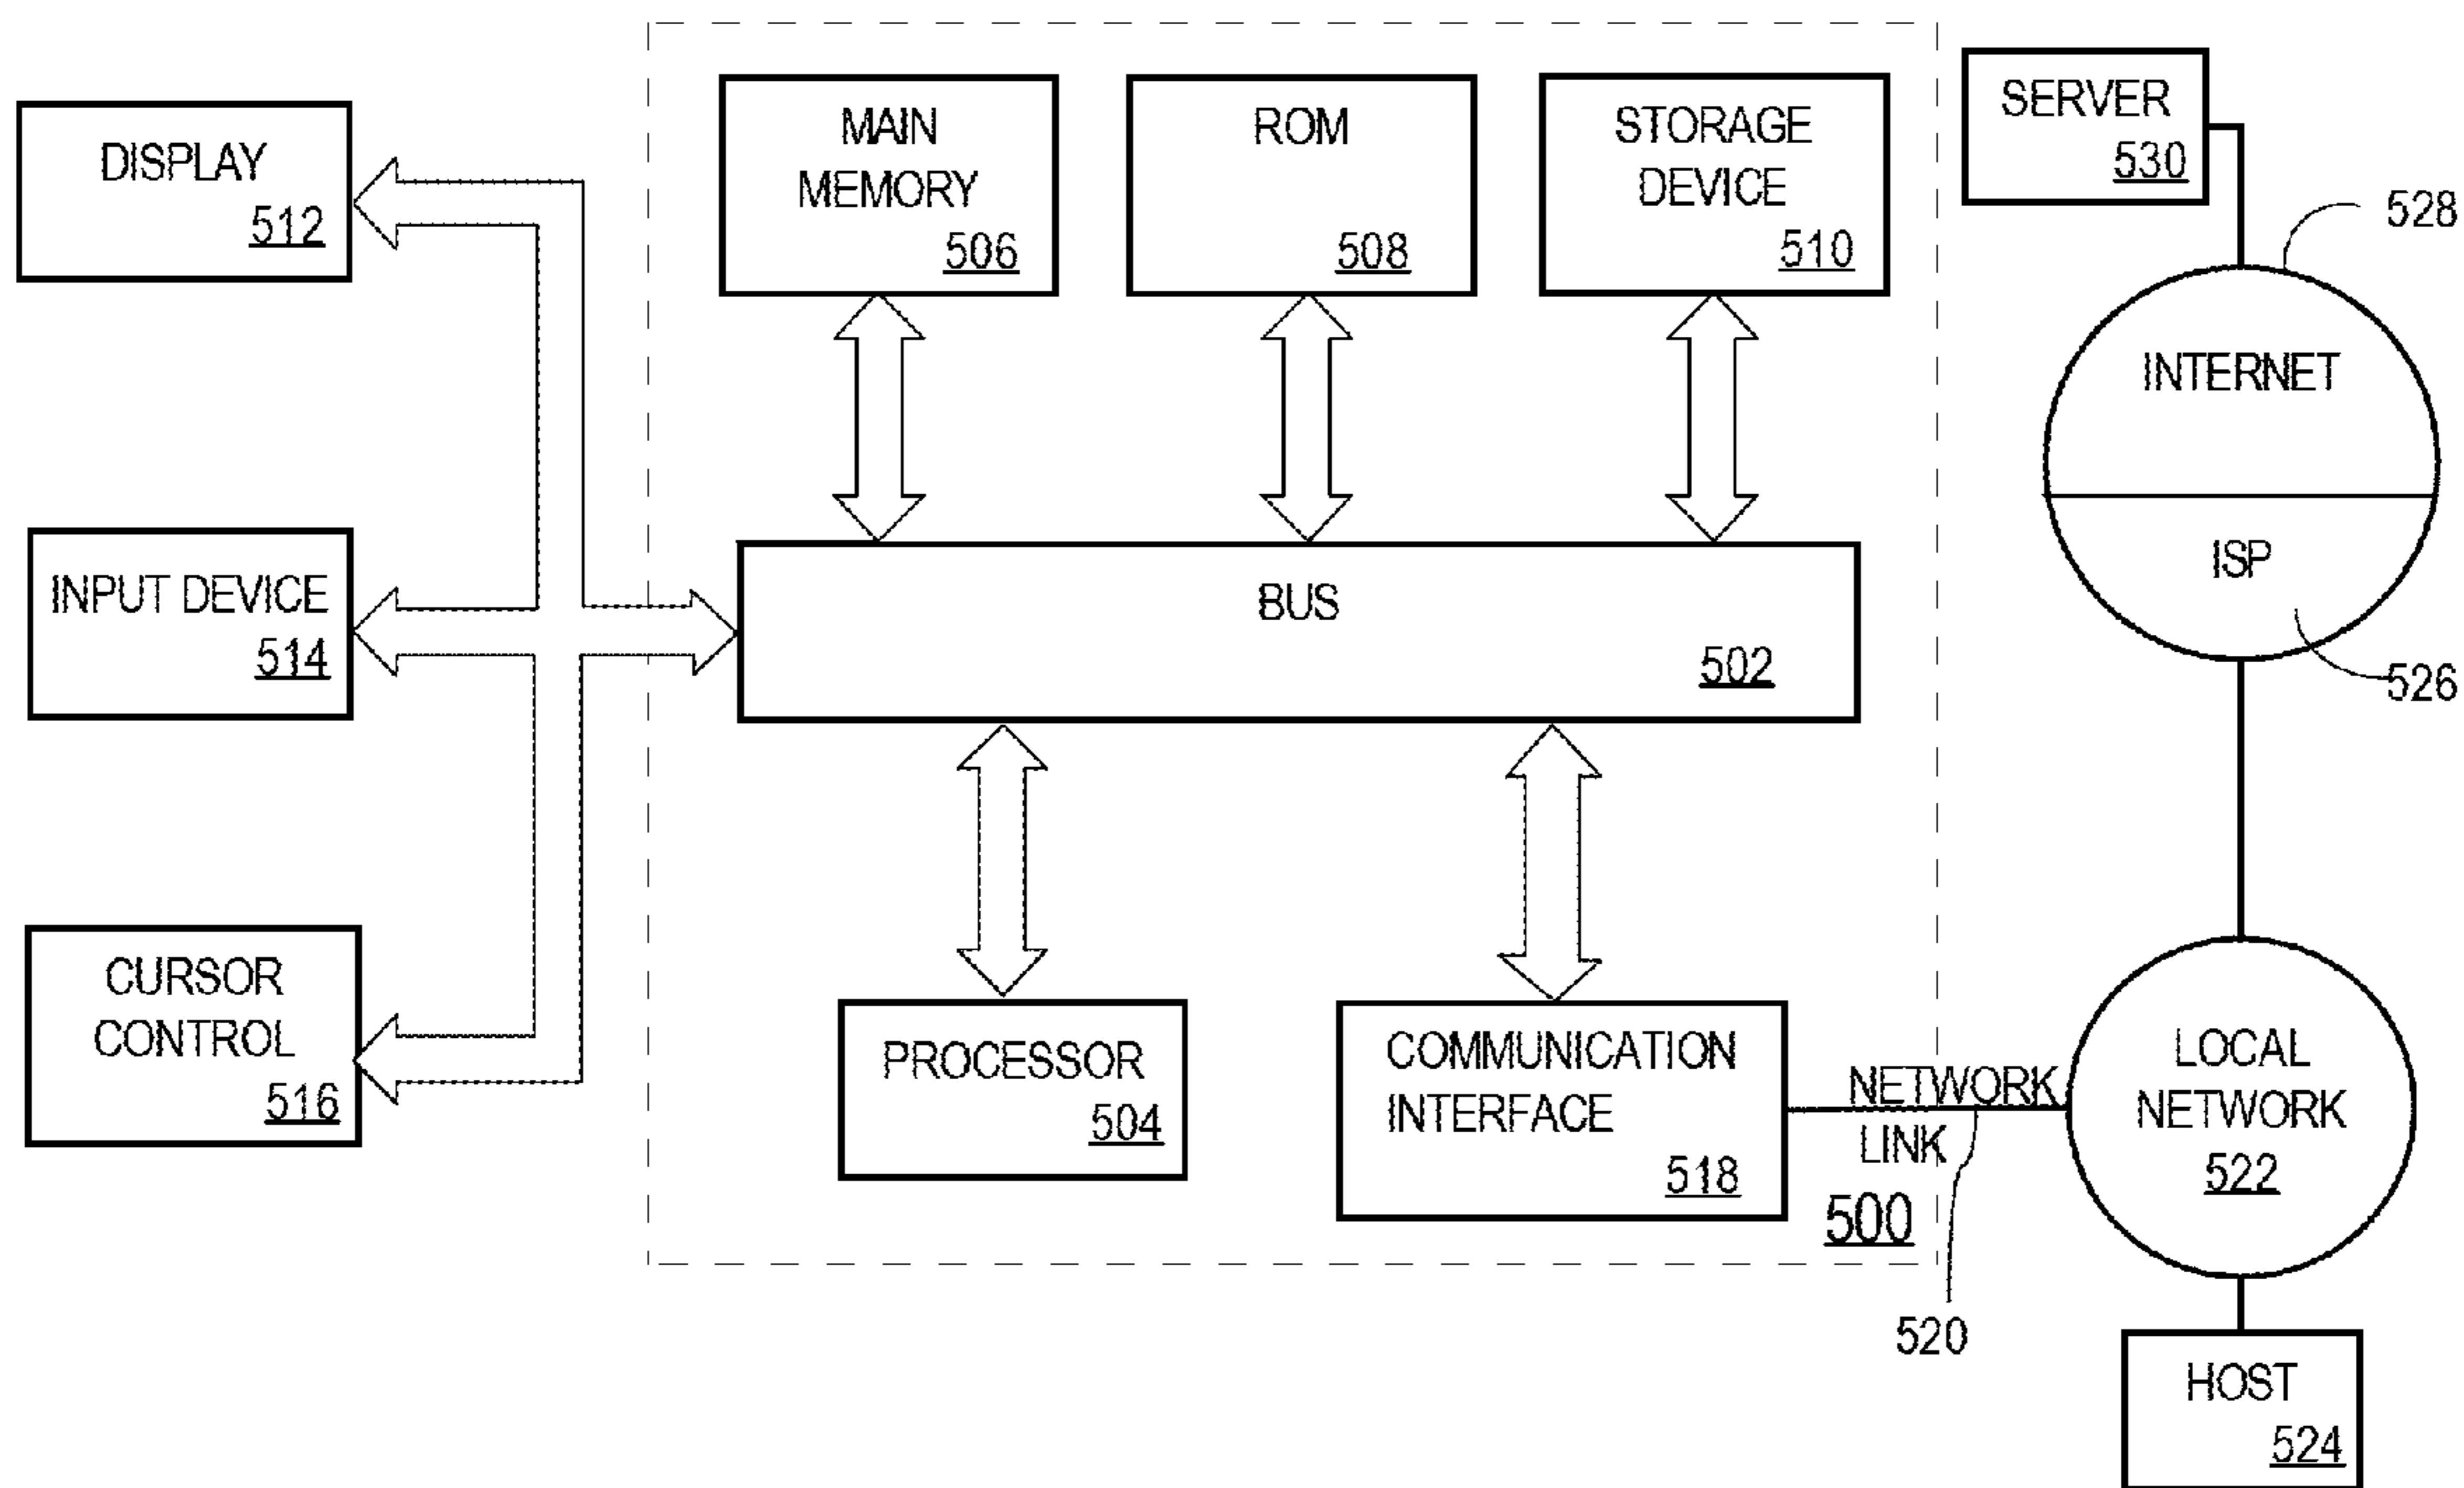 DISPLAY
512
INPUT DEVICE
514
CURSOR
CONTROL
516
MAIN
MEMORY
506
ROM
508
STORAGE
DEVICE
510
BUS
502
PROCESSOR
504
COMMUNICATION
INTERFACE
518
NETWORK
LINK
500
520
SERVER
530
528
INTERNET
ISP
526
LOCAL
NETWORK
522
HOST
524